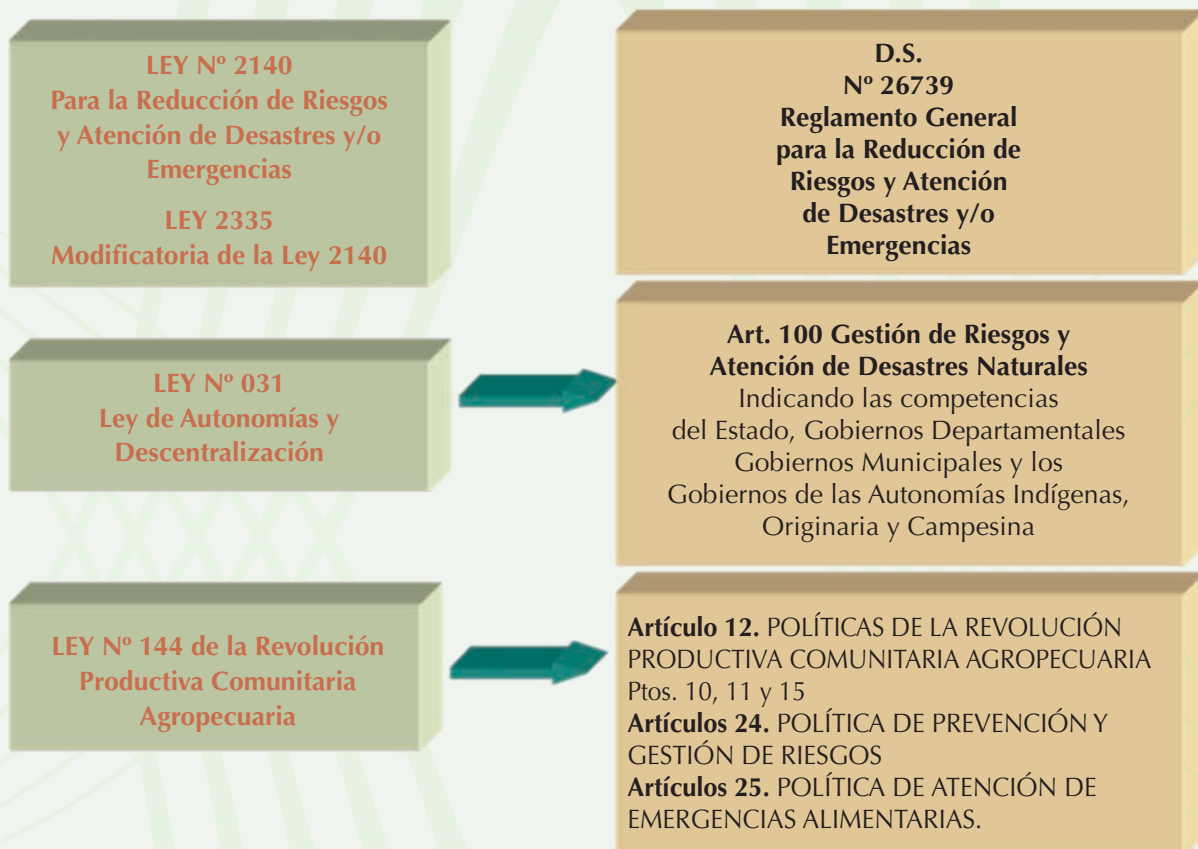 LEY Nº 2140
Para la Reducción de Riesgos
y Atención de Desastres y/o
Emergencias
LEY 2335
Modificatoria de la Ley 2140
D.S.
Nº 26739
Reglamento General
para la Reducción de
Riesgos y Atención
de Desastres y/o
Emergencias
LEY Nº 031
Ley de Autonomías y
Descentralización
Art. 100 Gestión de Riesgos y
Atención de Desastres Naturales
Indicando las competencias
del Estado, Gobiernos Departamentales
Gobiernos Municipales y los
Gobiernos de las Autonomías Indígenas,
Originaria y Campesina
LEY Nº 144 de la Revolución
Productiva Comunitaria
Agropecuaria
Artículo 12. POLÍTICAS DE LA REVOLUCIÓN
PRODUCTIVA COMUNITARIA AGROPECUARIA
Ptos. 10, 11 y 15
Artículos 24. POLÍTICA DE PREVENCIÓN Y
GESTIÓN DE RIESGOS
Artículos 25. POLÍTICA DE ATENCIÓN DE
EMERGENCIAS ALIMENTARIAS.